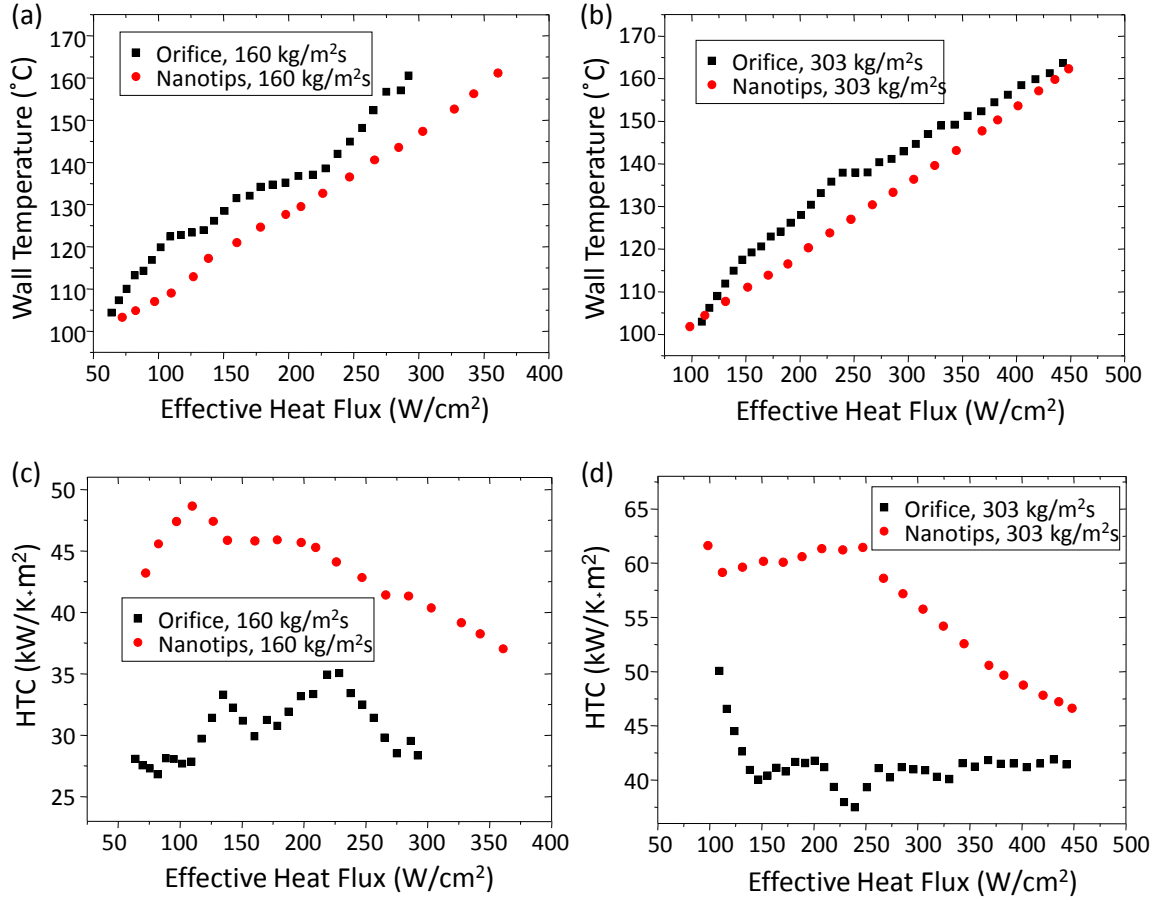 (a)
170
160
150
140
130
120
110
100
Wall Temperature (˚C)
Orifice, 160 kg/m²s
Nanotips, 160 kg/m²s
50 100 150 200 250 300 350 400
Effective Heat Flux (W/cm²)
(b)
170
160
150
140
130
120
110
100
Wall Temperature (˚C)
Orifice, 303 kg/m²s
Nanotips, 303 kg/m²s
100 150 200 250 300 350 400 450 500
Effective Heat Flux (W/cm²)
(c)
50
45
40
35
30
25
HTC (kW/K·m²)
Orifice, 160 kg/m²s
Nanotips, 160 kg/m²s
50 100 150 200 250 300 350 400
Effective Heat Flux (W/cm²)
(d)
65
60
55
50
45
40
HTC (kW/K·m²)
Orifice, 303 kg/m²s
Nanotips, 303 kg/m²s
50 100 150 200 250 300 350 400 450 500
Effective Heat Flux (W/cm²)